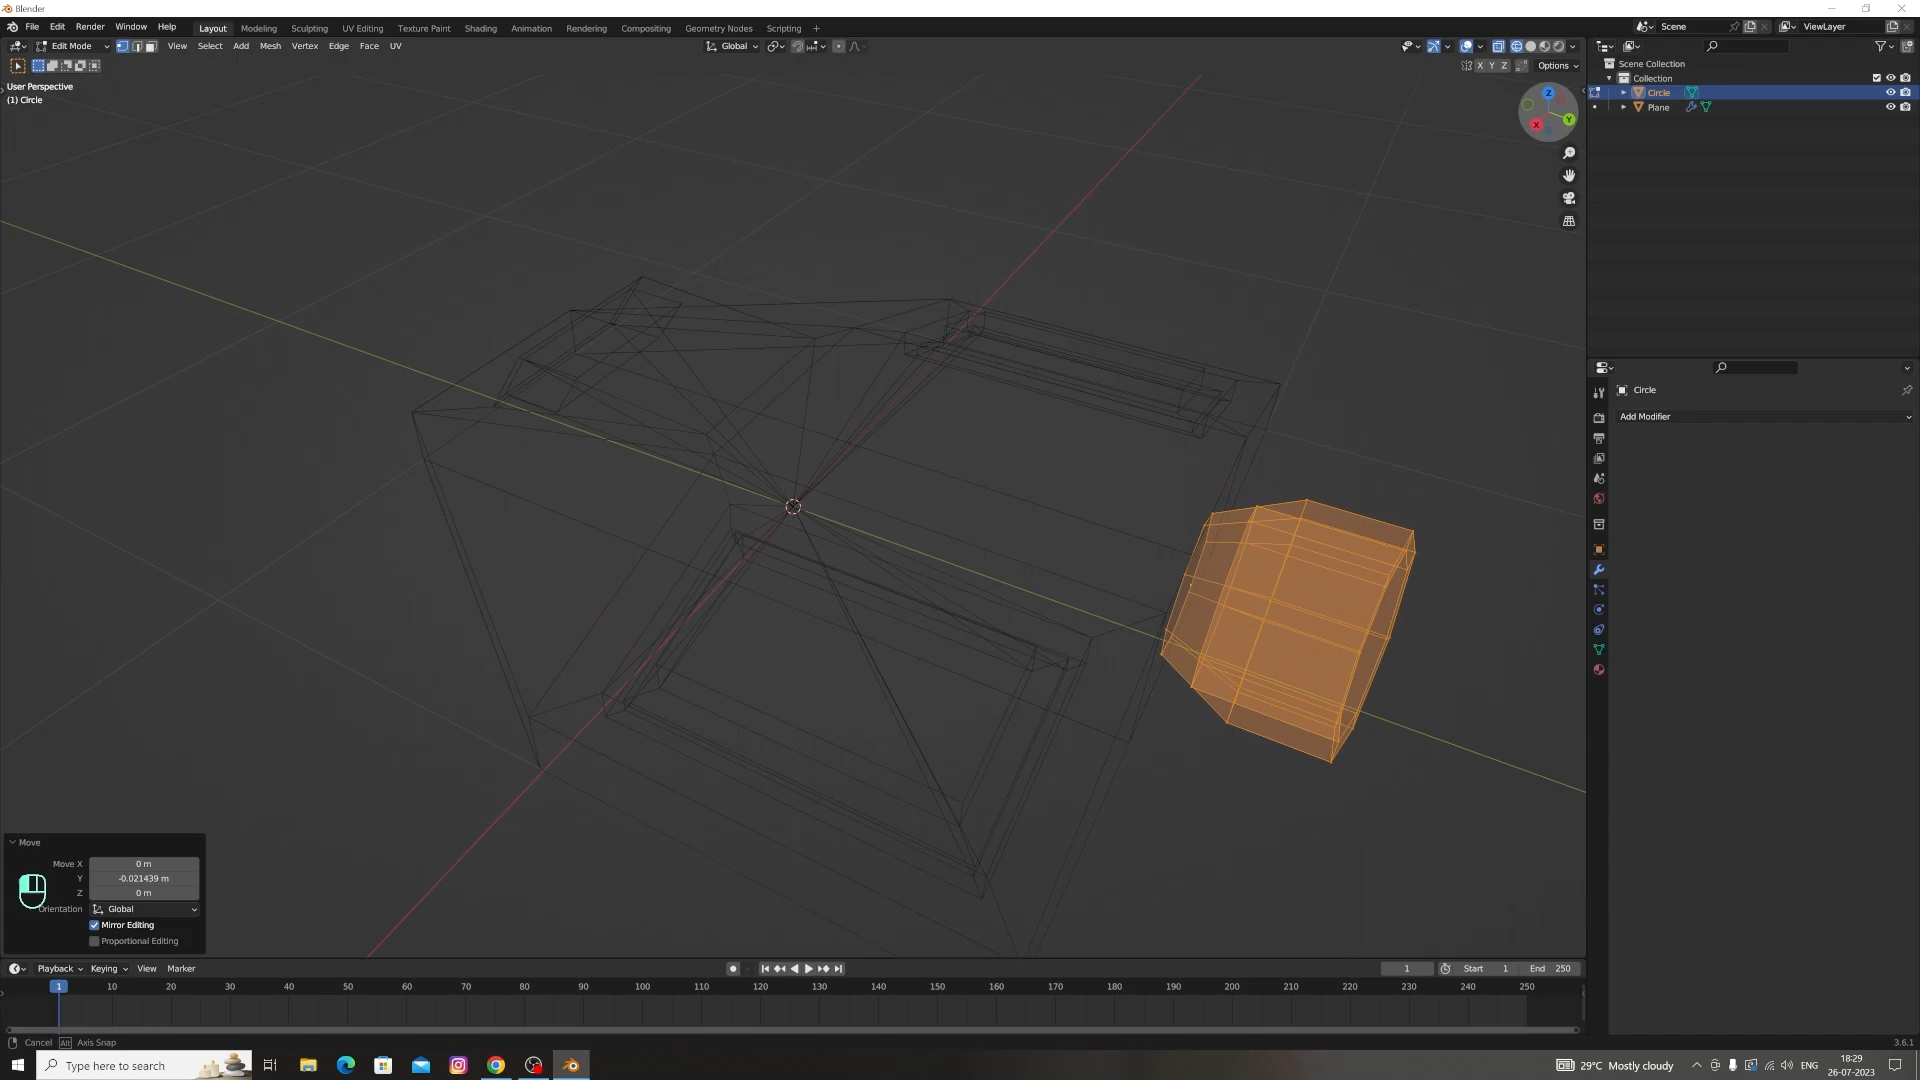 Blender
File Edit Render Window Help Layout Modeling Sculpting UV Editing Texture Paint Shading Animation Rendering Compositing Geometry Nodes Scripting + Scene ViewLayer
Edit Mode View Select Add Mesh Vertex Edge Face UV Global
X Y Z Options
User Perspective
(1) Circle
Z
Y
X
Scene Collection
Collection
Circle
Plane
Circle
Add Modifier
Move
Move X 0 m
Y -0.021439 m
Z 0 m
Orientation Global
Mirror Editing
Proportional Editing
Playback Keying View Marker 1 Start 1 End 250
1 10 20 30 40 50 60 70 80 90 100 110 120 130 140 150 160 170 180 190 200 210 220 230 240 250
Cancel Alt Axis Snap 3.6.1
Type here to search 29°C Mostly cloudy ENG 18:29
26-07-2023